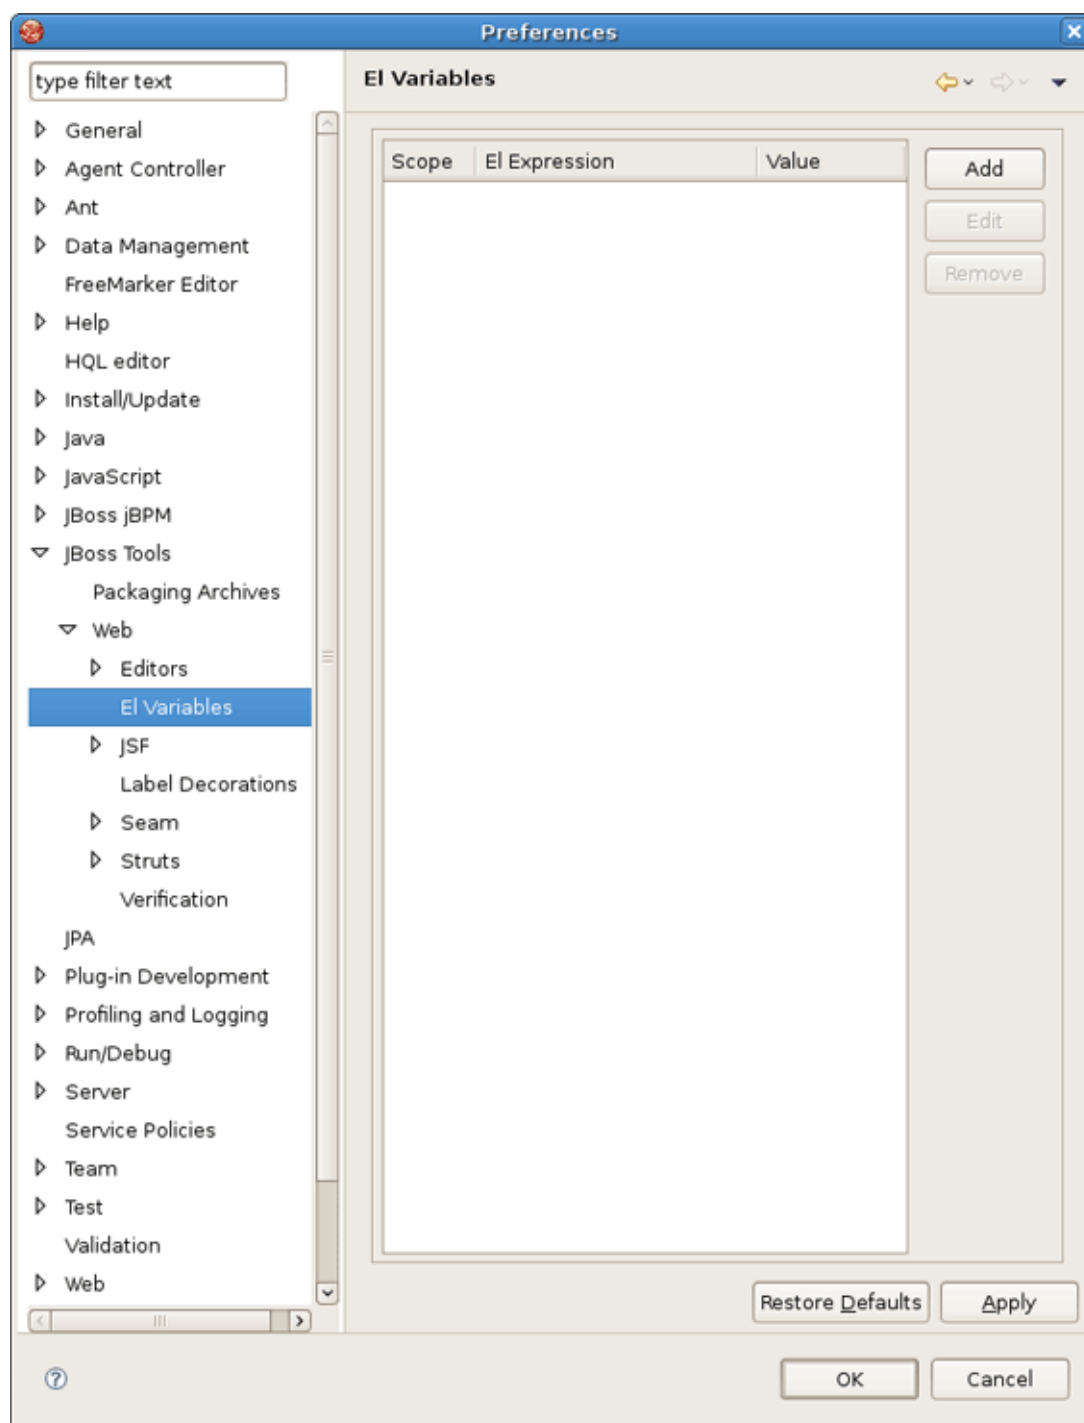 Preferences
type filter text
General
Agent Controller
Ant
Data Management
FreeMarker Editor
Help
HQL editor
Install/Update
Java
JavaScript
JBoss jBPM
JBoss Tools
Packaging Archives
Web
Editors
El Variables
JSF
Label Decorations
Seam
Struts
Verification
JPA
Plug-in Development
Profiling and Logging
Run/Debug
Server
Service Policies
Team
Test
Validation
Web
El Variables
Scope El Expression Value
Add
Edit
Remove
Restore Defaults Apply
OK Cancel